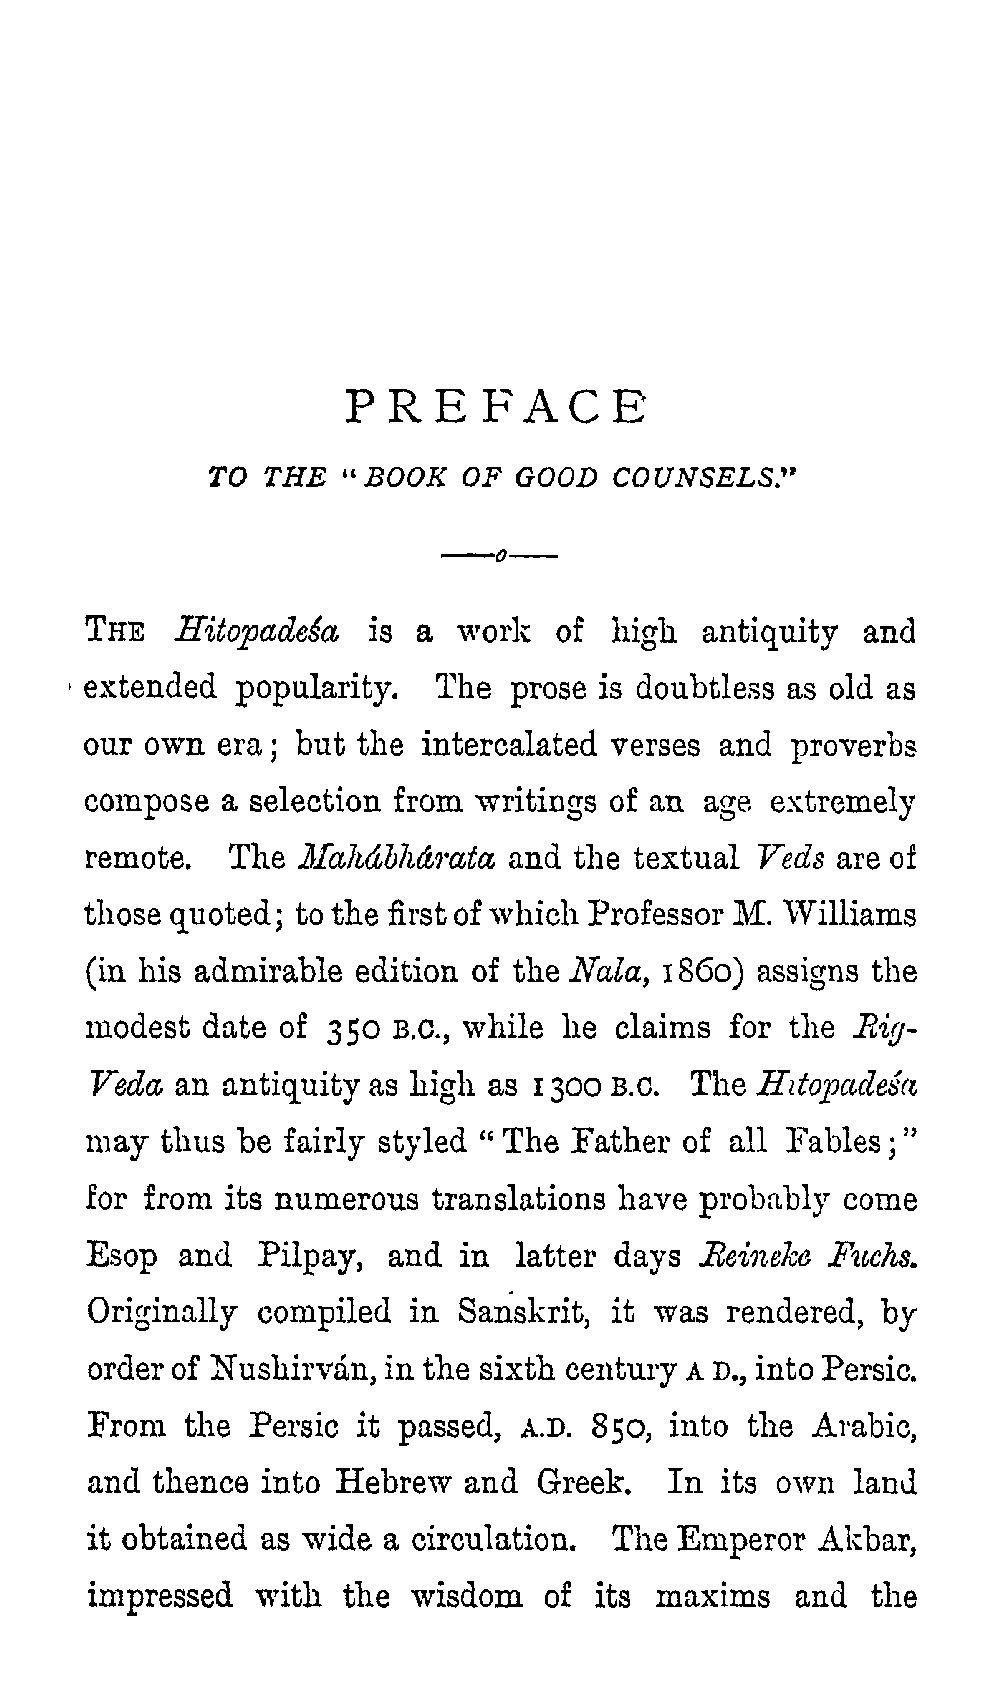 PREFACE
TO THE "BOOK OF GOOD COUNSELS."
THE Hitopadeśa is a work of high antiquity and
extended popularity. The prose is doubtless as old as
our own era; but the intercalated verses and proverbs
compose a selection from writings of an age extremely
remote. The Mahábhárata and the textual Veds are of
those quoted; to the first of which Professor M. Williams
(in his admirable edition of the Nala, 1860) assigns the
modest date of 350 B.C., while he claims for the Rig-
Veda an antiquity as high as 1300 B.C. The Hitopadeśa
may thus be fairly styled "The Father of all Fables;"
for from its numerous translations have probably come
Esop and Pilpay, and in latter days Reineke Fuchs.
Originally compiled in Sanskrit, it was rendered, by
order of Nushirván, in the sixth century A D., into Persic.
From the Persic it passed, A.D. 850, into the Arabic,
and thence into Hebrew and Greek. In its own land
it obtained as wide a circulation. The Emperor Akbar,
impressed with the wisdom of its maxims and the